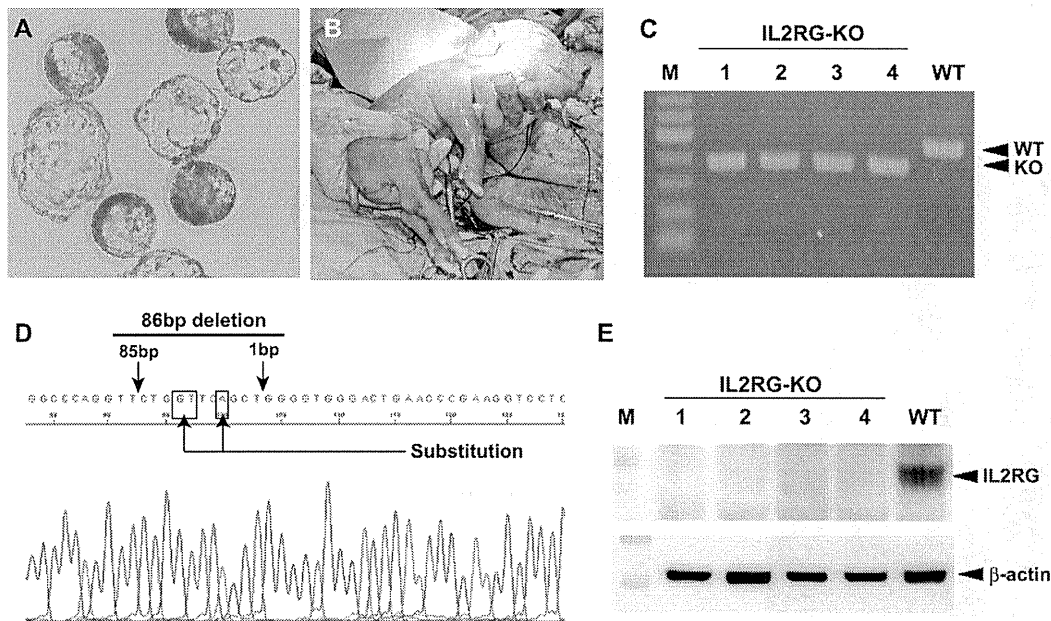 A
B
C
IL2RG-KO
M 1 2 3 4 WT
WT
KO
D
86bp deletion
85bp 1bp
GGCCCAGGTTCTGGTTCAGCTGGGGTGGGACTGAACCCGAAGGTCCTC
Substitution
E
IL2RG-KO
M 1 2 3 4 WT
IL2RG
β-actin